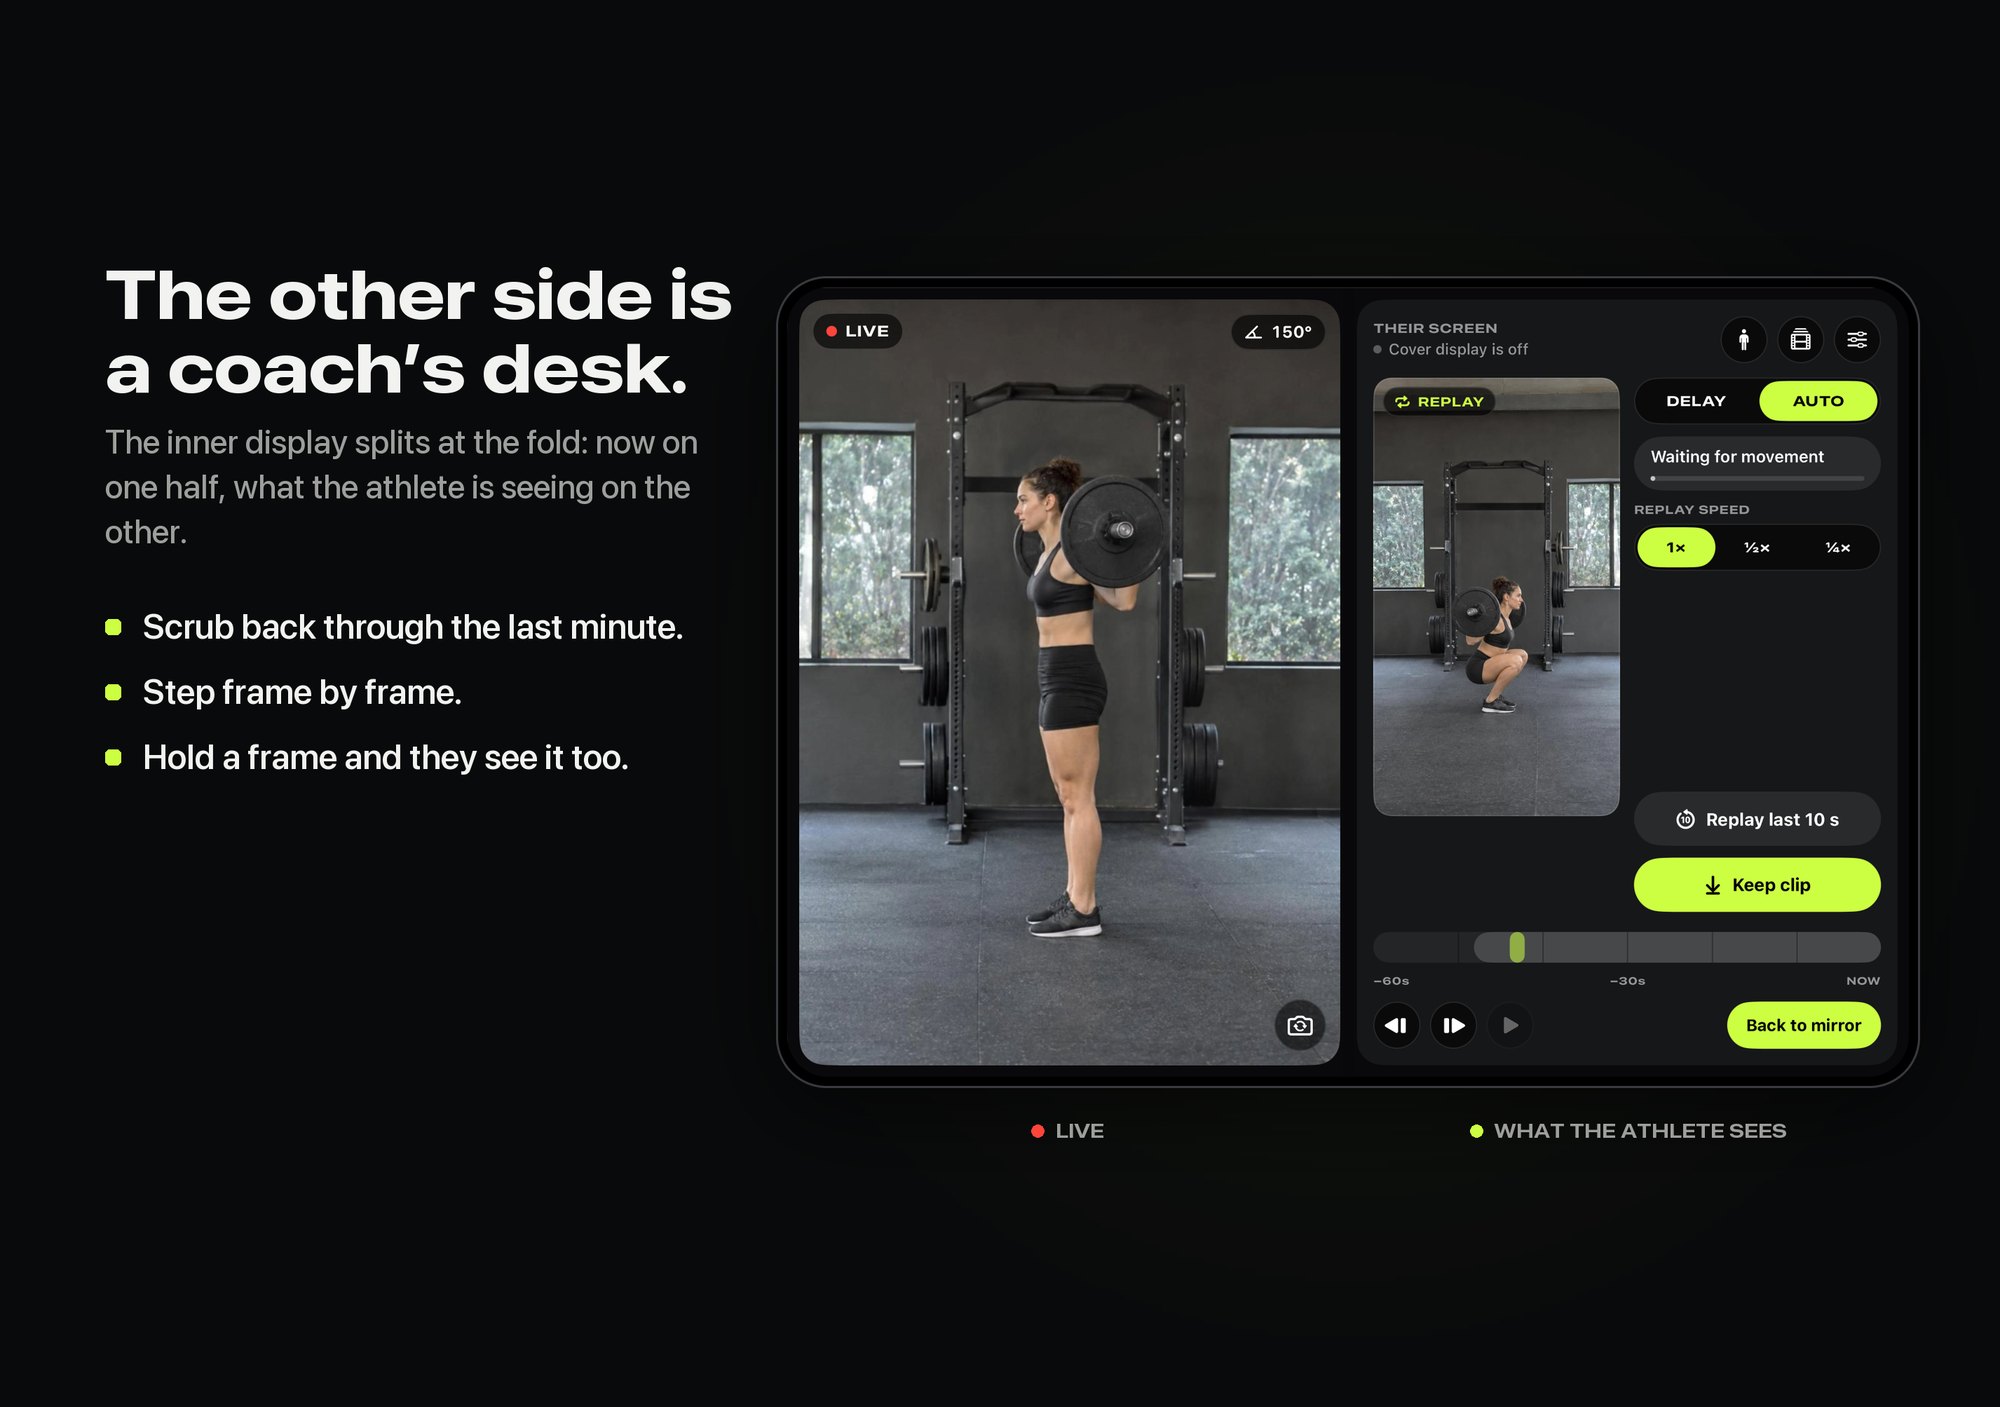 The other side is
a coach's desk.
The inner display splits at the fold: now on
one half, what the athlete is seeing on the
other.
Scrub back through the last minute.
Step frame by frame.
Hold a frame and they see it too.
LIVE
150°
THEIR SCREEN
Cover display is off
REPLAY
DELAY
AUTO
Waiting for movement
REPLAY SPEED
1×
½×
¼×
10
Replay last 10 s
Keep clip
−60s
−30s
NOW
Back to mirror
LIVE
WHAT THE ATHLETE SEES